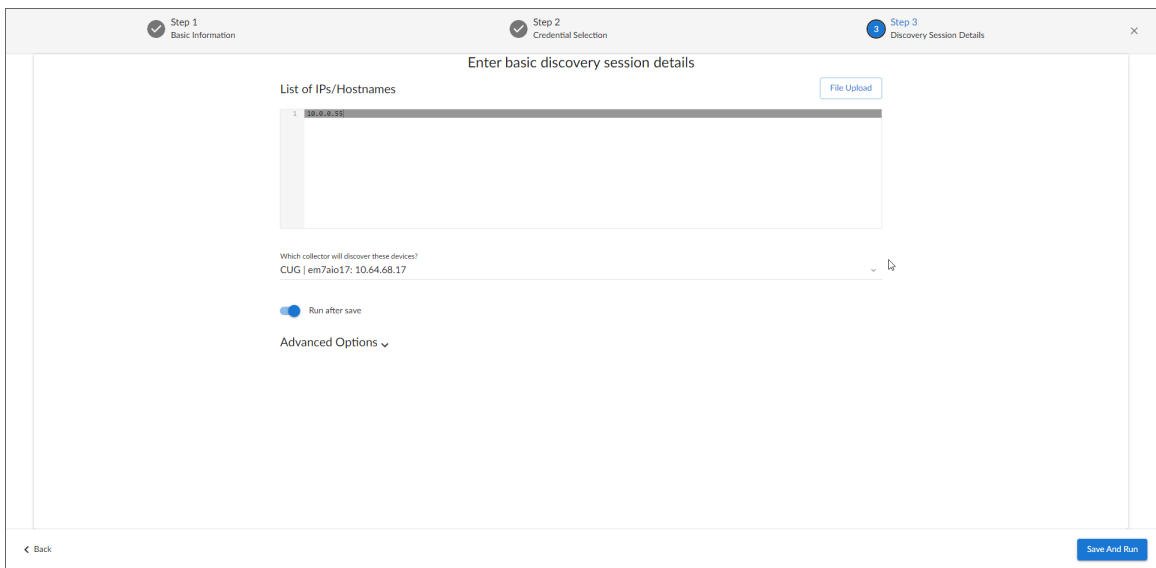 Step 1
Basic Information
Step 2
Credential Selection
3
Step 3
Discovery Session Details
Enter basic discovery session details
List of IPs/Hostnames
File Upload
1 10.0.0.55
Which collector will discover these devices?
CUG | em7aio17: 10.64.68.17
Run after save
Advanced Options
Back
Save And Run